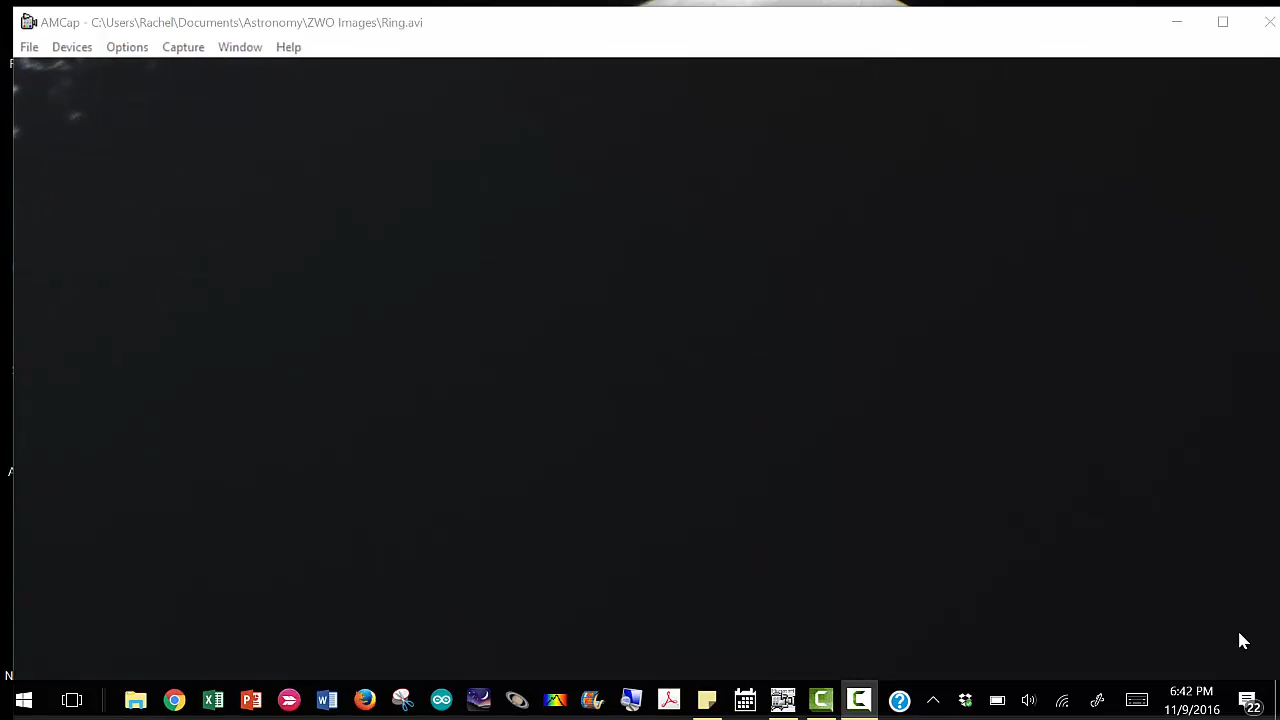 AMCap - C:\Users\Rachel\Documents\Astronomy\ZWO Images\Ring.avi
File Devices Options Capture Window Help
A
N
6:42 PM
11/9/2016
22